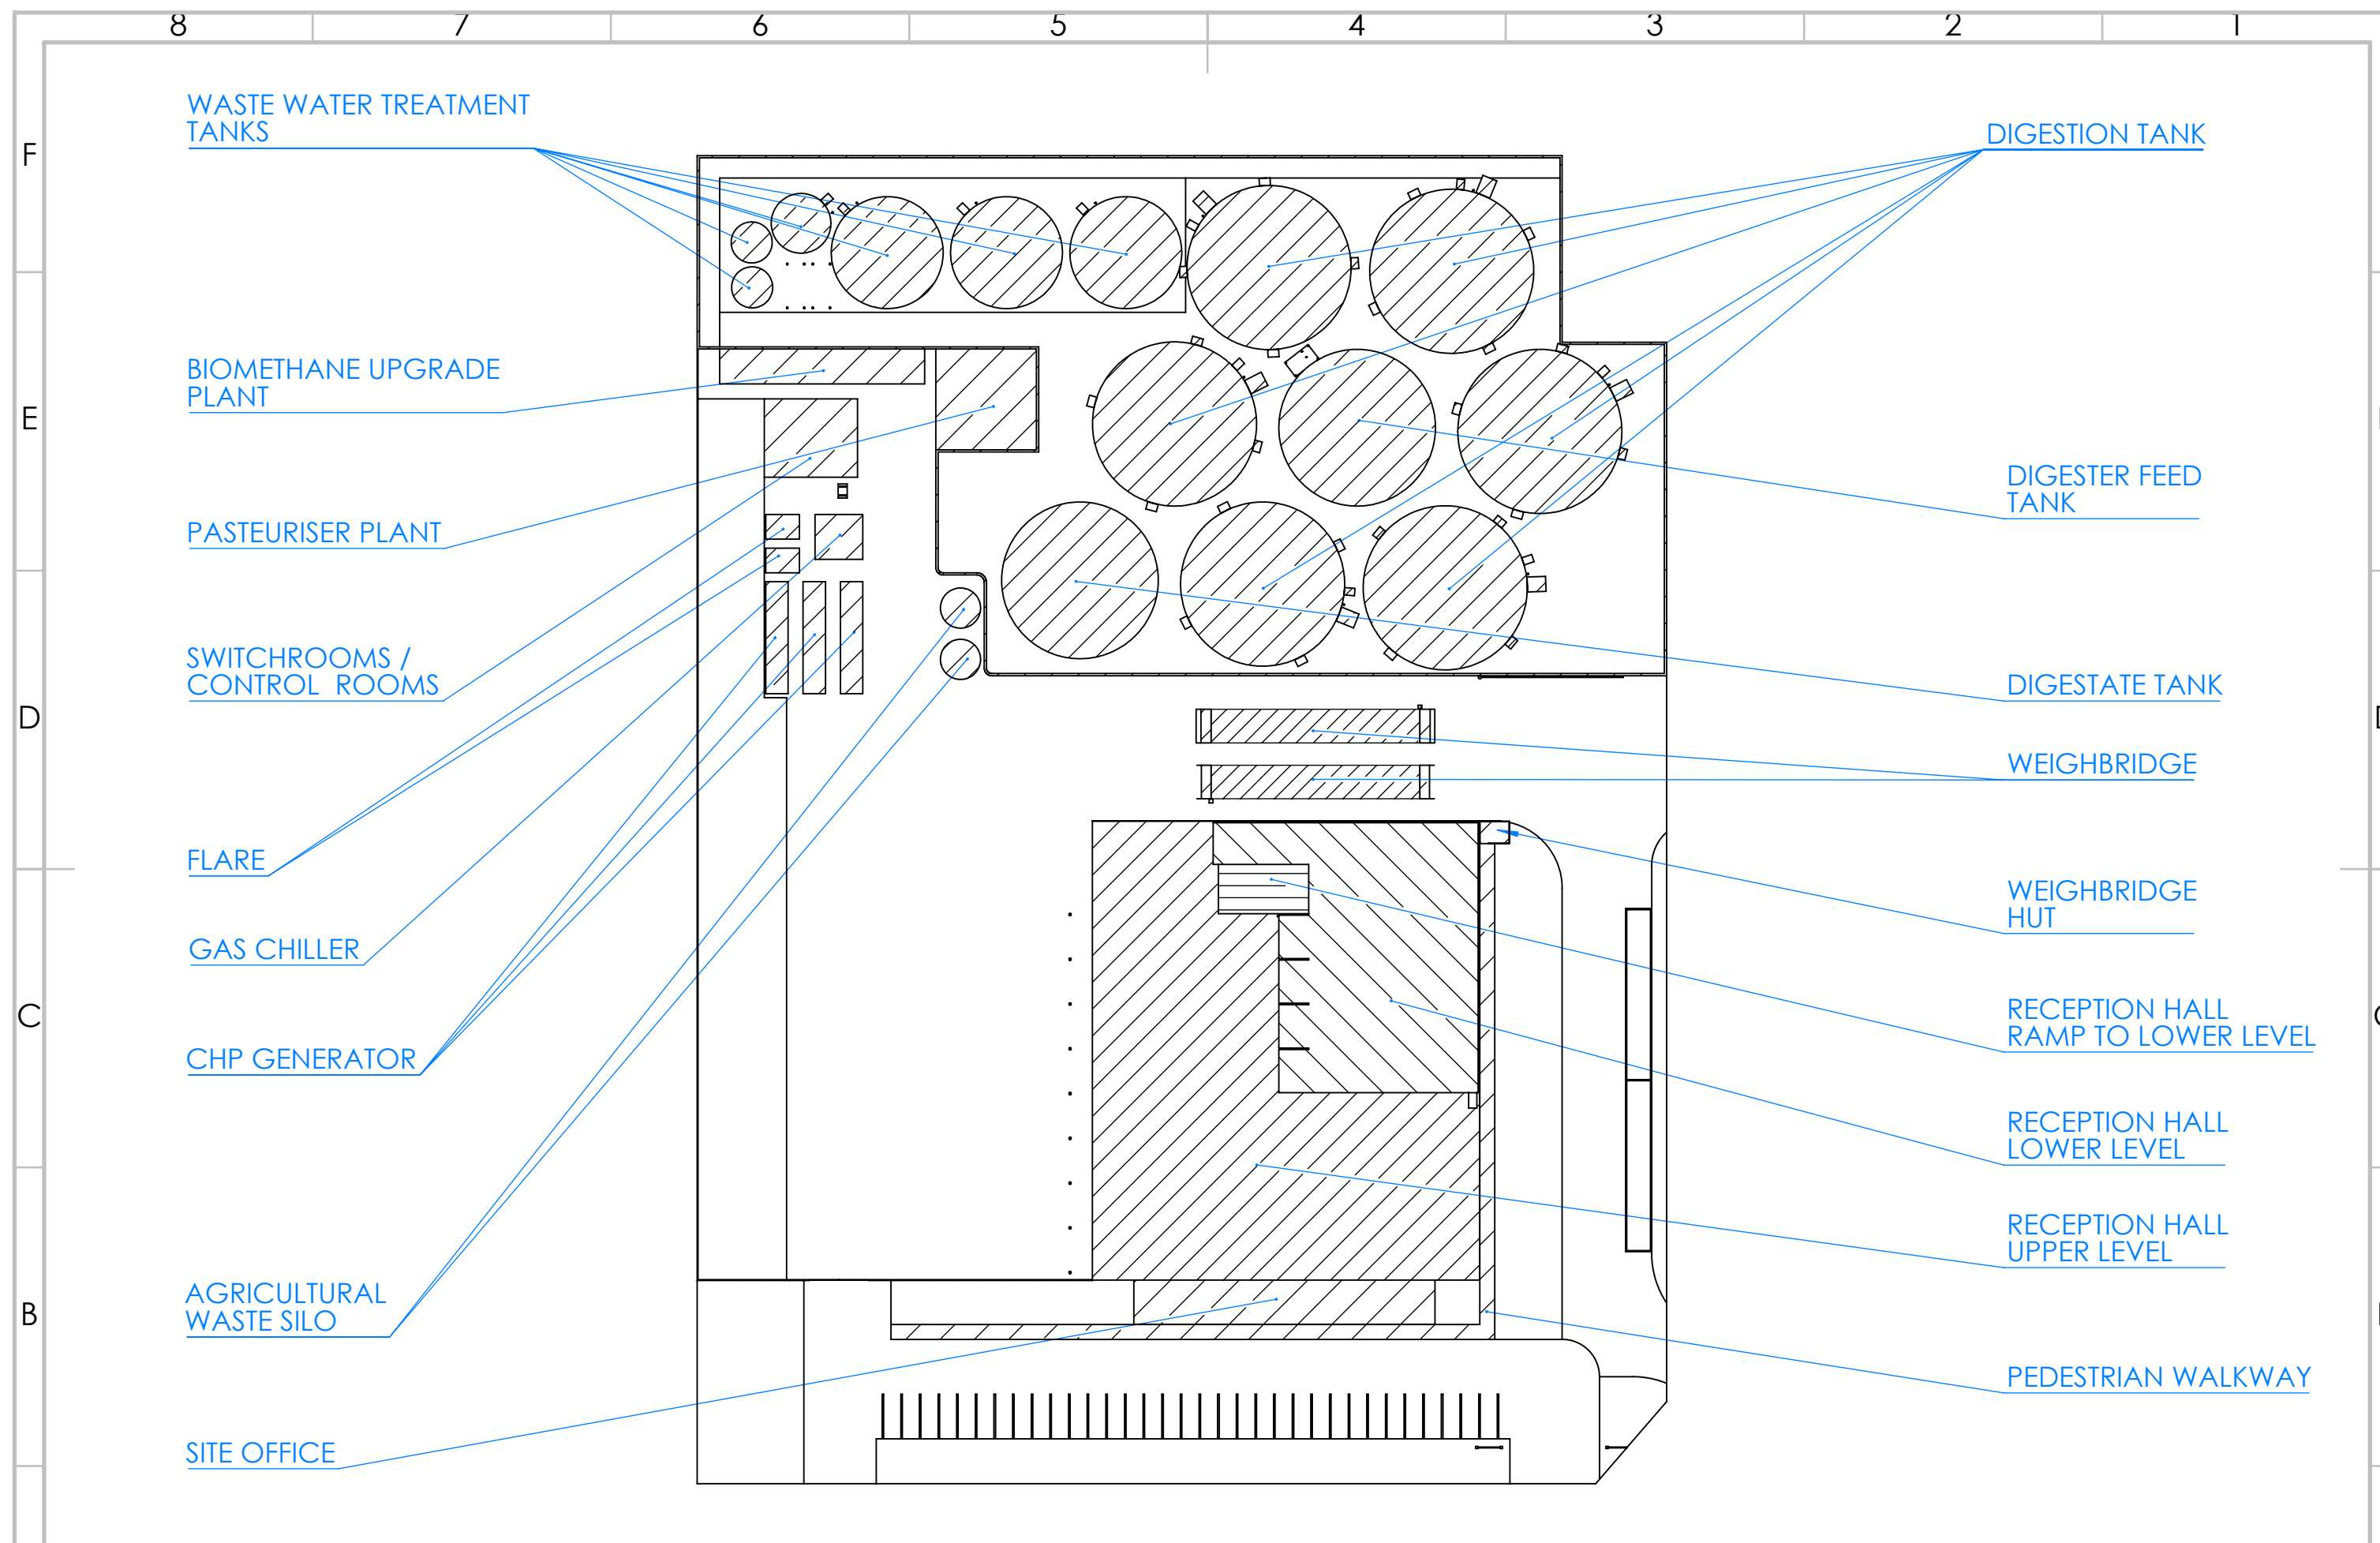 8 7 6 5 4 3 2 1
F
E
D
C
B
WASTE WATER TREATMENT
TANKS
BIOMETHANE UPGRADE
PLANT
PASTEURISER PLANT
SWITCHROOMS /
CONTROL ROOMS
FLARE
GAS CHILLER
CHP GENERATOR
AGRICULTURAL
WASTE SILO
SITE OFFICE
DIGESTION TANK
DIGESTER FEED
TANK
DIGESTATE TANK
WEIGHBRIDGE
WEIGHBRIDGE
HUT
RECEPTION HALL
RAMP TO LOWER LEVEL
RECEPTION HALL
LOWER LEVEL
RECEPTION HALL
UPPER LEVEL
PEDESTRIAN WALKWAY